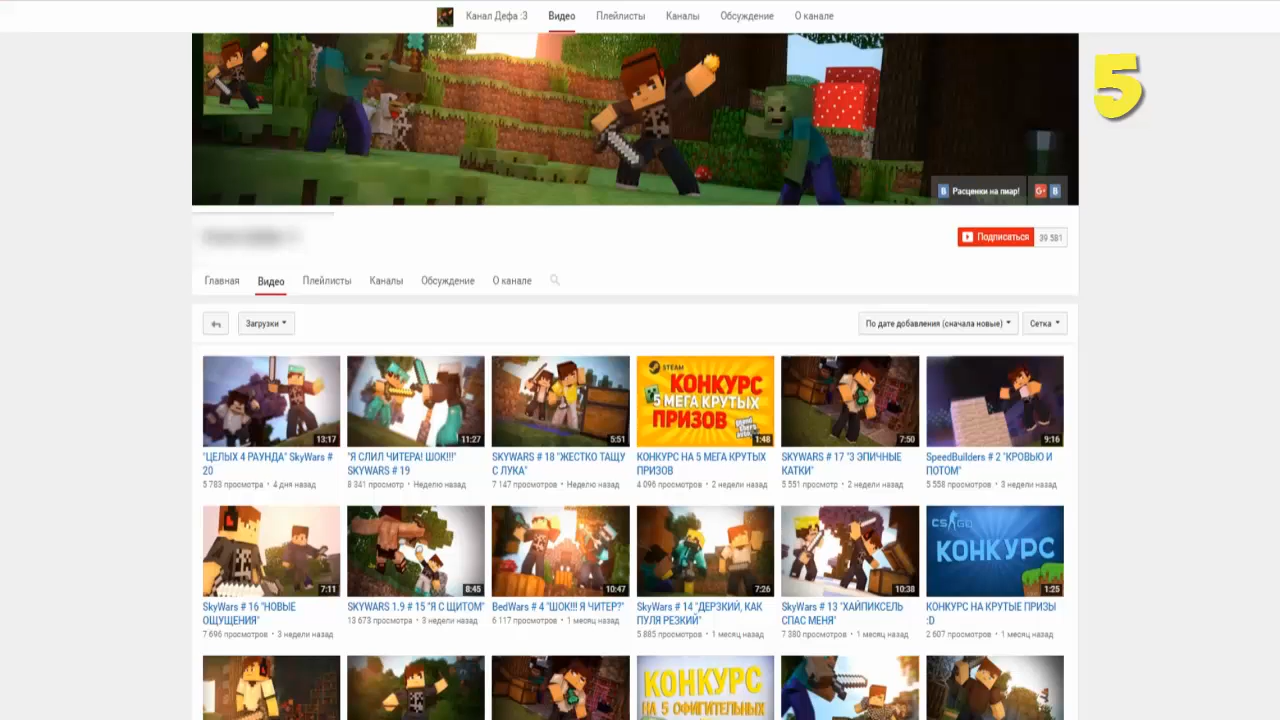 Канал Дефа :3 Видео Плейлисты Каналы Обсуждение О канале
5
Расценки на пиар!
Подписаться 39 581
Главная Видео Плейлисты Каналы Обсуждение О канале
Загрузки По дате добавления (сначала новые) Сетка
STEAM
КОНКУРС
5 МЕГА КРУТЫХ
ПРИЗОВ
13:17 11:27 5:51 1:48 7:50 9:16
"ЦЕЛЫХ 4 РАУНДА" SkyWars #
20
5 783 просмотра • 4 дня назад
"Я СЛИЛ ЧИТЕРА! ШОК!!!"
SKYWARS # 19
8 341 просмотр • Неделю назад
SKYWARS # 18 "ЖЕСТКО ТАЩУ
С ЛУКА"
7 147 просмотров • Неделю назад
КОНКУРС НА 5 МЕГА КРУТЫХ
ПРИЗОВ
4 096 просмотров • 2 недели назад
SKYWARS # 17 "3 ЭПИЧНЫЕ
КАТКИ"
5 551 просмотр • 2 недели назад
SpeedBuilders # 2 "КРОВЬЮ И
ПОТОМ"
5 558 просмотров • 3 недели назад
CS GO
КОНКУРС
7:11 8:45 10:47 7:26 10:38 1:25
SkyWars # 16 "НОВЫЕ
ОЩУЩЕНИЯ"
7 696 просмотров • 3 недели назад
SKYWARS 1.9 # 15 "Я С ЩИТОМ"
13 673 просмотра • 3 недели назад
BedWars # 4 "ШОК!!! Я ЧИТЕР?"
6 117 просмотров • 1 месяц назад
SkyWars # 14 "ДЕРЗКИЙ, КАК
ПУЛЯ РЕЗКИЙ"
5 885 просмотров • 1 месяц назад
SkyWars # 13 "ХАЙПИКСЕЛЬ
СПАС МЕНЯ"
7 380 просмотров • 1 месяц назад
КОНКУРС НА КРУТЫЕ ПРИЗЫ
:D
2 607 просмотров • 1 месяц назад
КОНКУРС
НА 5 ОФИГИТЕЛЬНЫХ